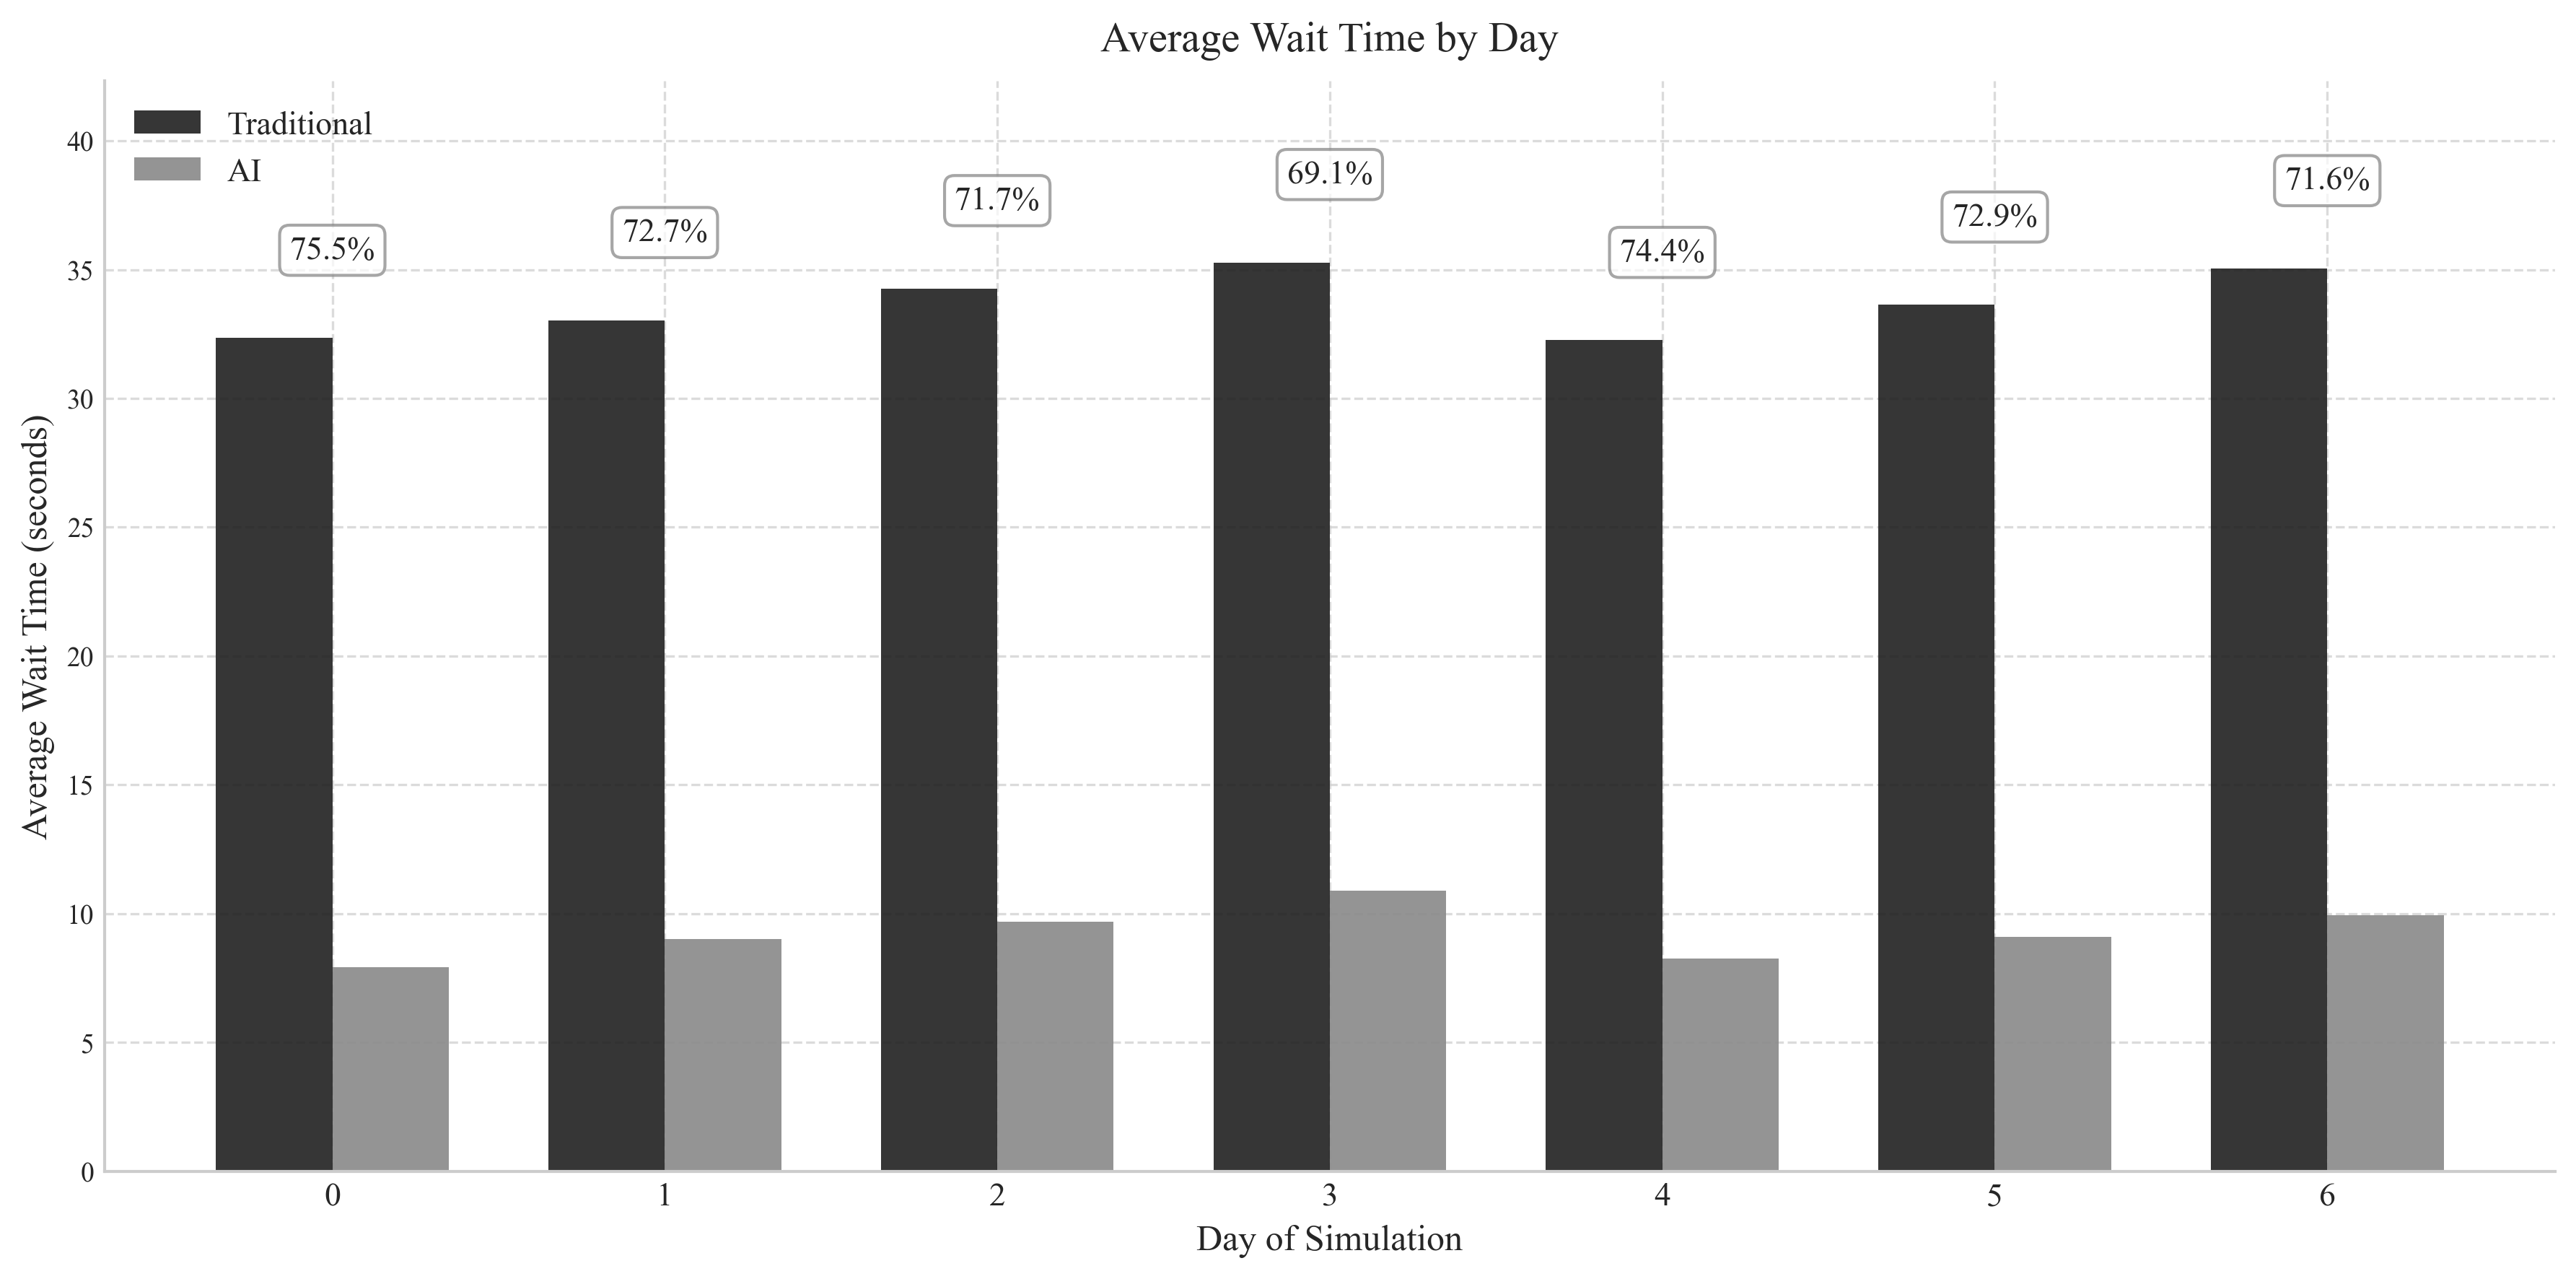 Average Wait Time by Day
Traditional
AI
75.5%
72.7%
71.7%
69.1%
74.4%
72.9%
71.6%
40
35
30
25
20
15
10
5
0
Average Wait Time (seconds)
0 1 2 3 4 5 6
Day of Simulation